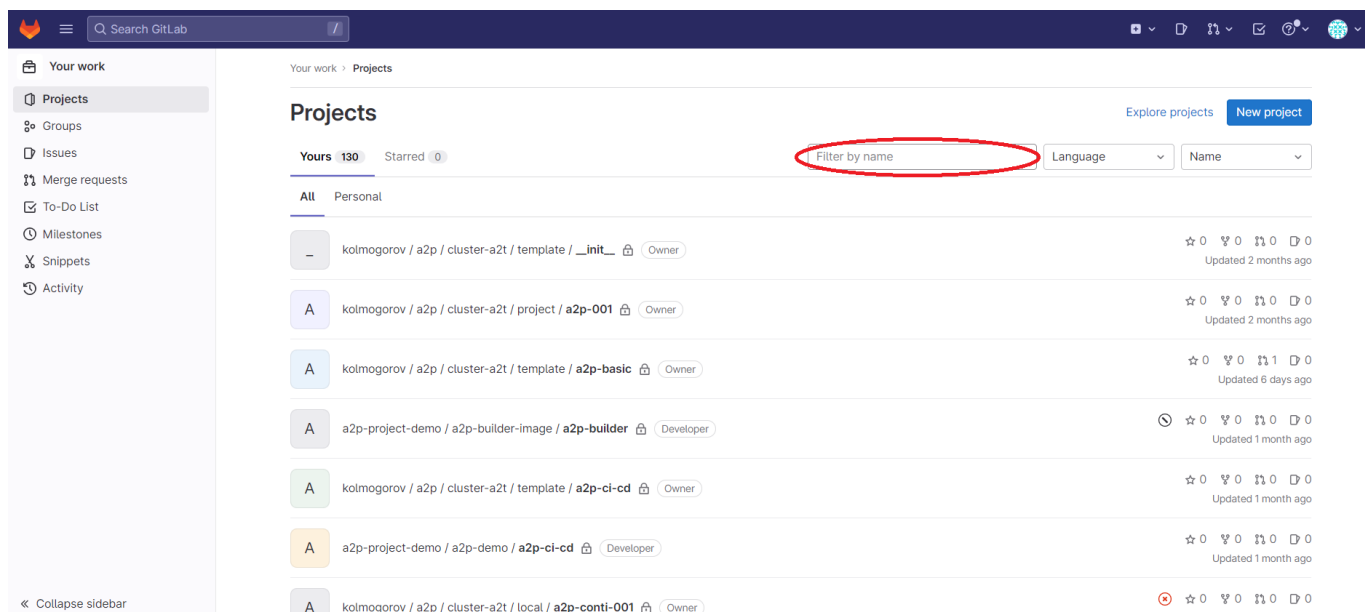 Search GitLab /
Your work
Projects
Groups
Issues
Merge requests
To-Do List
Milestones
Snippets
Activity
Collapse sidebar
Your work > Projects
Projects
Explore projects New project
Yours 130 Starred 0 Filter by name Language Name
All Personal
_ kolmogorov / a2p / cluster-a2t / template / __init__ Owner 0 0 0 0
Updated 2 months ago
A kolmogorov / a2p / cluster-a2t / project / a2p-001 Owner 0 0 0 0
Updated 2 months ago
A kolmogorov / a2p / cluster-a2t / template / a2p-basic Owner 0 0 1 0
Updated 6 days ago
A a2p-project-demo / a2p-builder-image / a2p-builder Developer 0 0 0 0
Updated 1 month ago
A kolmogorov / a2p / cluster-a2t / template / a2p-ci-cd Owner 0 0 0 0
Updated 1 month ago
A a2p-project-demo / a2p-demo / a2p-ci-cd Developer 0 0 0 0
Updated 1 month ago
A kolmogorov / a2p / cluster-a2t / local / a2p-conti-001 Owner 0 0 0 0